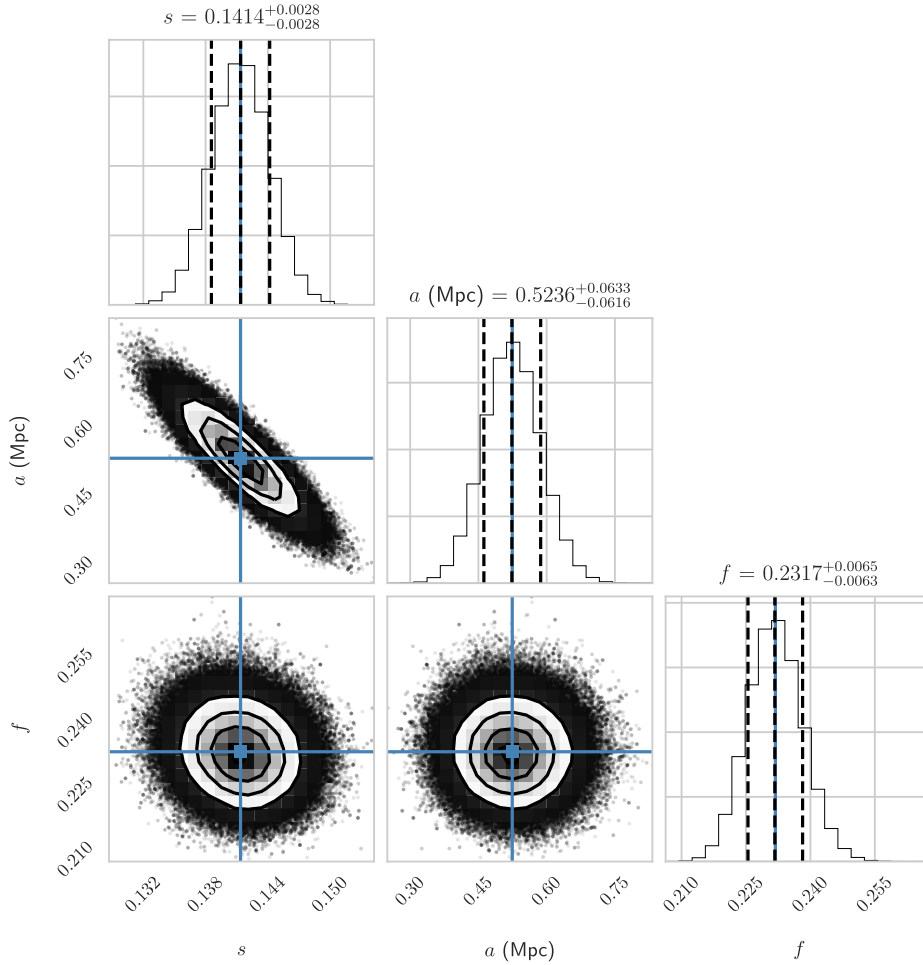 s = 0.1414^{+0.0028}_{-0.0028}
a (Mpc) = 0.5236^{+0.0633}_{-0.0616}
a (Mpc)
0.75
0.60
0.45
0.30
f = 0.2317^{+0.0065}_{-0.0063}
f
0.255
0.240
0.225
0.210
0.132 0.138 0.144 0.150
0.30 0.45 0.60 0.75
0.210 0.225 0.240 0.255
s
a (Mpc)
f